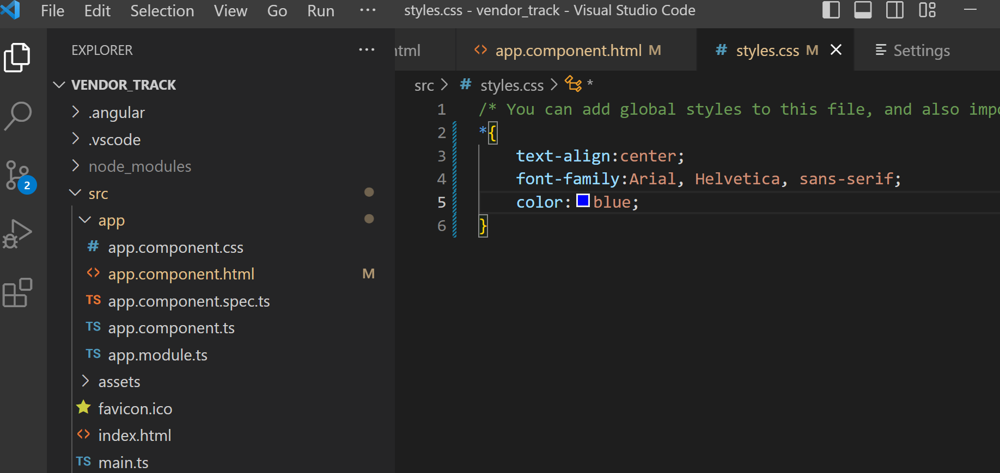 File Edit Selection View Go Run ··· styles.css - vendor_track - Visual Studio Code
EXPLORER ···
VENDOR_TRACK
.angular
.vscode
node_modules
src
app
# app.component.css
<> app.component.html M
TS app.component.spec.ts
TS app.component.ts
TS app.module.ts
assets
favicon.ico
<> index.html
TS main.ts
2
<> app.component.html M # styles.css M Settings
src > # styles.css > *
1 /* You can add global styles to this file, and also
2 *{
3 text-align:center;
4 font-family:Arial, Helvetica, sans-serif;
5 color:blue;
6 }